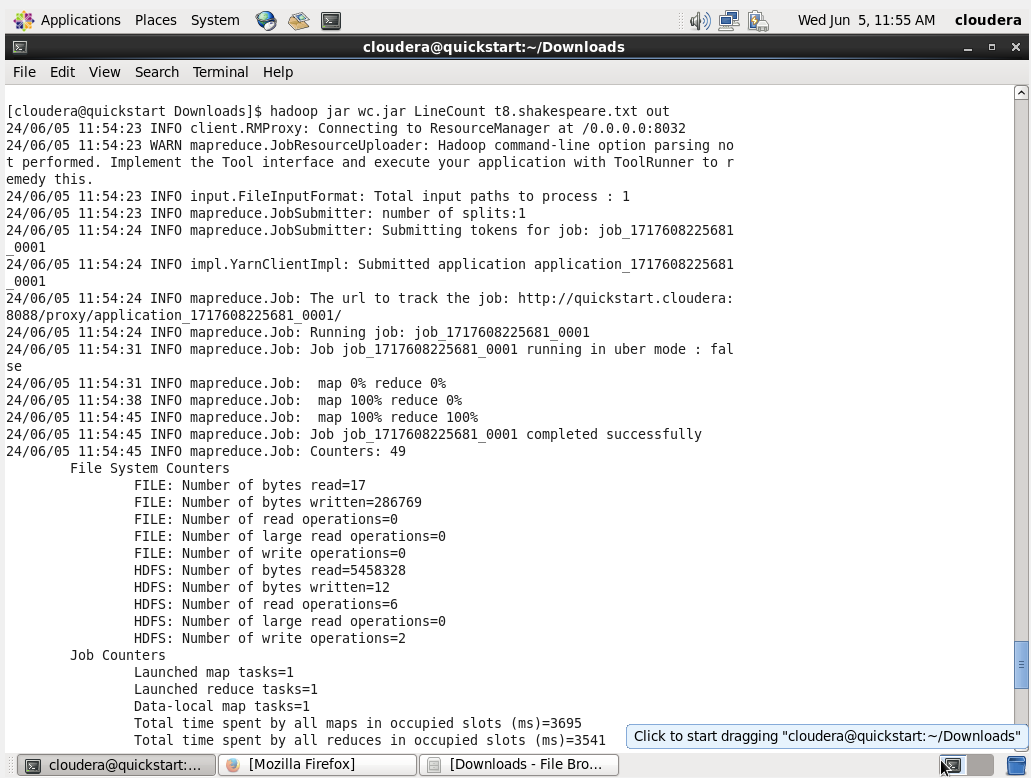 Applications Places System Wed Jun 5, 11:55 AM cloudera
cloudera@quickstart:~/Downloads
File Edit View Search Terminal Help
[cloudera@quickstart Downloads]$ hadoop jar wc.jar LineCount t8.shakespeare.txt out
24/06/05 11:54:23 INFO client.RMProxy: Connecting to ResourceManager at /0.0.0.0:8032
24/06/05 11:54:23 WARN mapreduce.JobResourceUploader: Hadoop command-line option parsing no
t performed. Implement the Tool interface and execute your application with ToolRunner to r
emedy this.
24/06/05 11:54:23 INFO input.FileInputFormat: Total input paths to process : 1
24/06/05 11:54:23 INFO mapreduce.JobSubmitter: number of splits:1
24/06/05 11:54:24 INFO mapreduce.JobSubmitter: Submitting tokens for job: job_1717608225681
_0001
24/06/05 11:54:24 INFO impl.YarnClientImpl: Submitted application application_1717608225681
_0001
24/06/05 11:54:24 INFO mapreduce.Job: The url to track the job: http://quickstart.cloudera:
8088/proxy/application_1717608225681_0001/
24/06/05 11:54:24 INFO mapreduce.Job: Running job: job_1717608225681_0001
24/06/05 11:54:31 INFO mapreduce.Job: Job job_1717608225681_0001 running in uber mode : fal
se
24/06/05 11:54:31 INFO mapreduce.Job:  map 0% reduce 0%
24/06/05 11:54:38 INFO mapreduce.Job:  map 100% reduce 0%
24/06/05 11:54:45 INFO mapreduce.Job:  map 100% reduce 100%
24/06/05 11:54:45 INFO mapreduce.Job: Job job_1717608225681_0001 completed successfully
24/06/05 11:54:45 INFO mapreduce.Job: Counters: 49
File System Counters
FILE: Number of bytes read=17
FILE: Number of bytes written=286769
FILE: Number of read operations=0
FILE: Number of large read operations=0
FILE: Number of write operations=0
HDFS: Number of bytes read=5458328
HDFS: Number of bytes written=12
HDFS: Number of read operations=6
HDFS: Number of large read operations=0
HDFS: Number of write operations=2
Job Counters
Launched map tasks=1
Launched reduce tasks=1
Data-local map tasks=1
Total time spent by all maps in occupied slots (ms)=3695
Total time spent by all reduces in occupied slots (ms)=3541
Click to start dragging "cloudera@quickstart:~/Downloads"
cloudera@quickstart:... [Mozilla Firefox] [Downloads - File Bro...